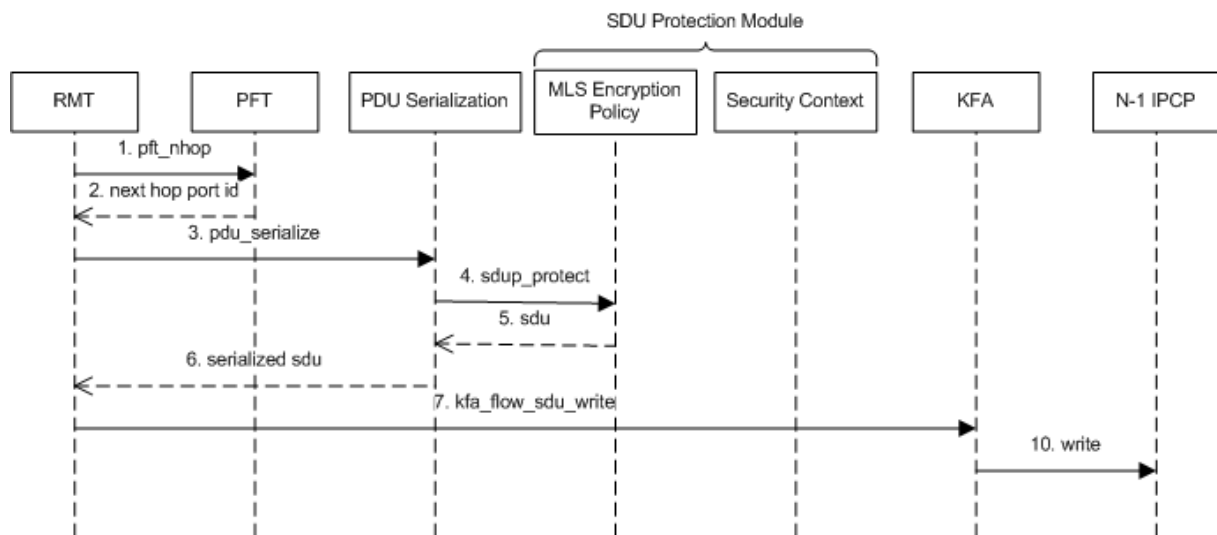 SDU Protection Module
RMT
PFT
PDU Serialization
MLS Encryption
Policy
Security Context
KFA
N-1 IPCP
1. pft_nhop
2. next hop port id
3. pdu_serialize
4. sdup_protect
5. sdu
6. serialized sdu
7. kfa_flow_sdu_write
10. write